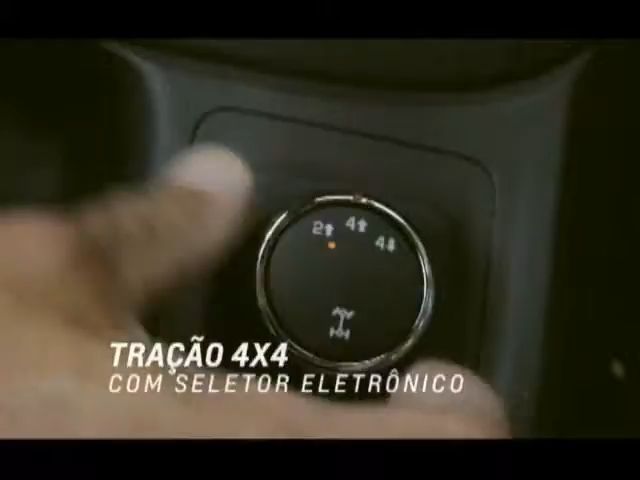 2⬆ 4⬆ 4⬇
TRAÇÃO 4X4
COM SELETOR ELETRÔNICO